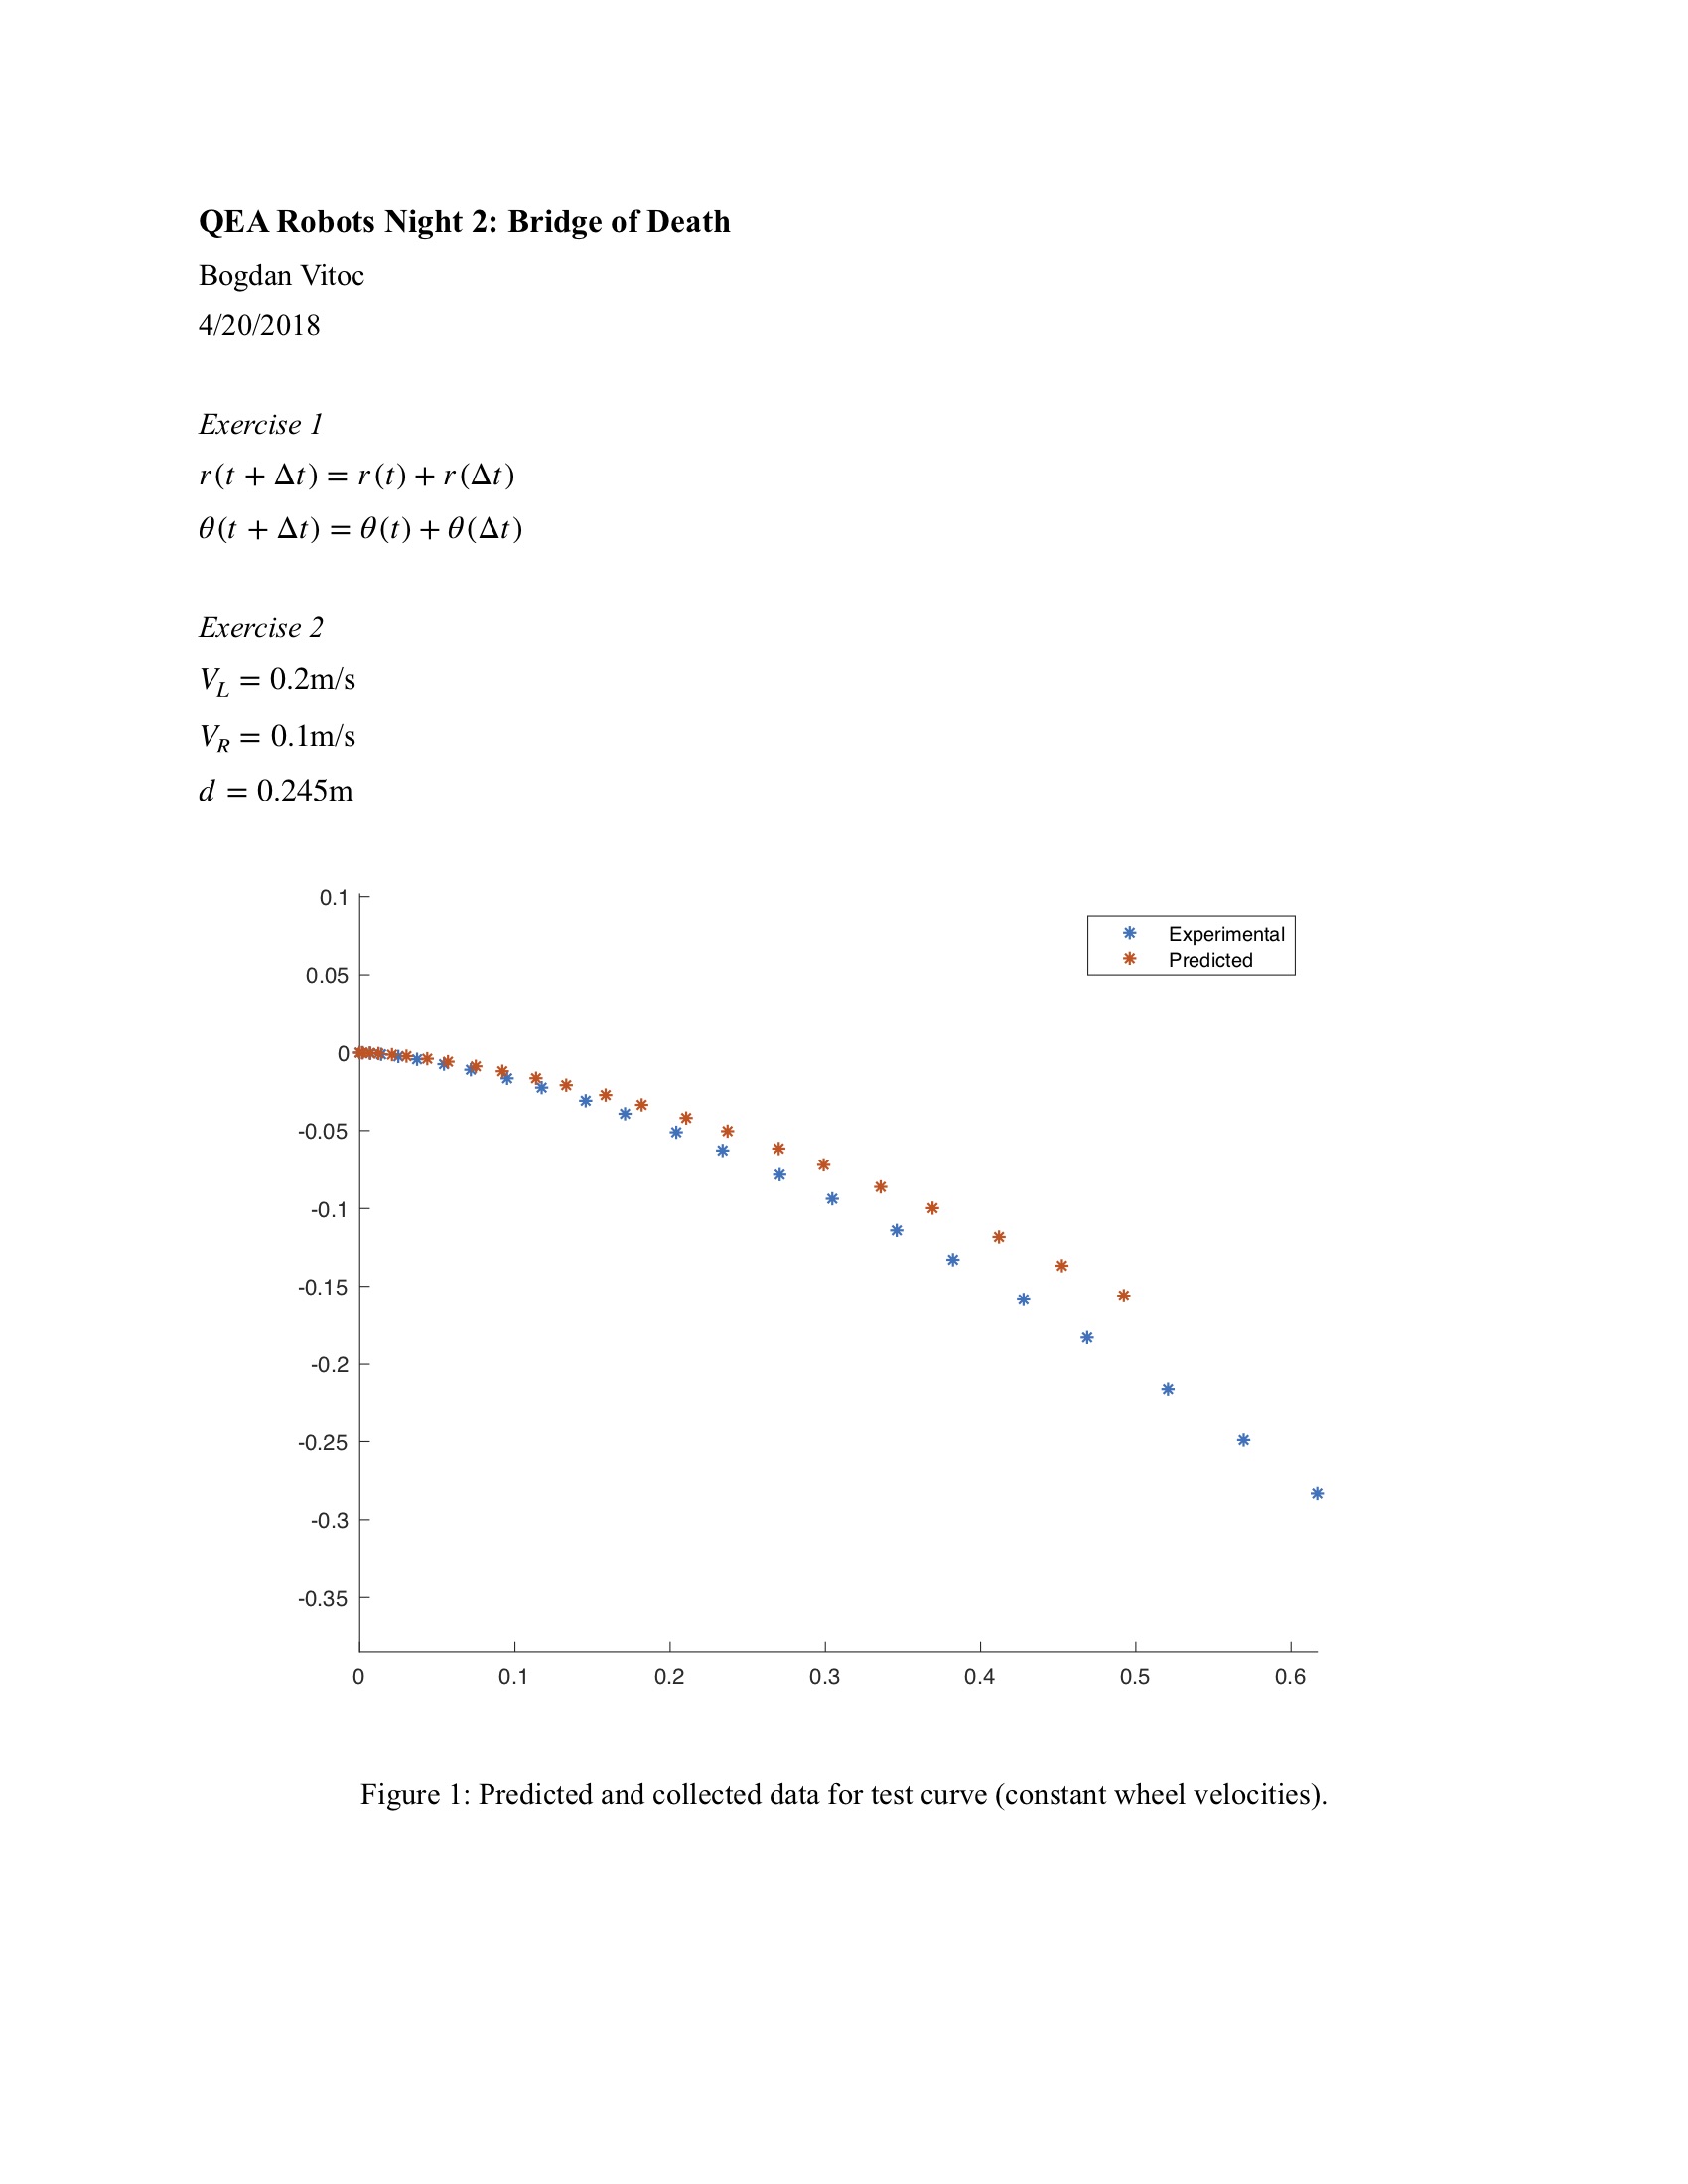 QEA Robots Night 2: Bridge of Death
Bogdan Vitoc
4/20/2018
Exercise 1
r(t + Δt) = r(t) + r(Δt)
θ(t + Δt) = θ(t) + θ(Δt)
Exercise 2
V_L = 0.2m/s
V_R = 0.1m/s
d = 0.245m
0.1
Experimental
Predicted
0.05
0
-0.05
-0.1
-0.15
-0.2
-0.25
-0.3
-0.35
0 0.1 0.2 0.3 0.4 0.5 0.6
Figure 1: Predicted and collected data for test curve (constant wheel velocities).